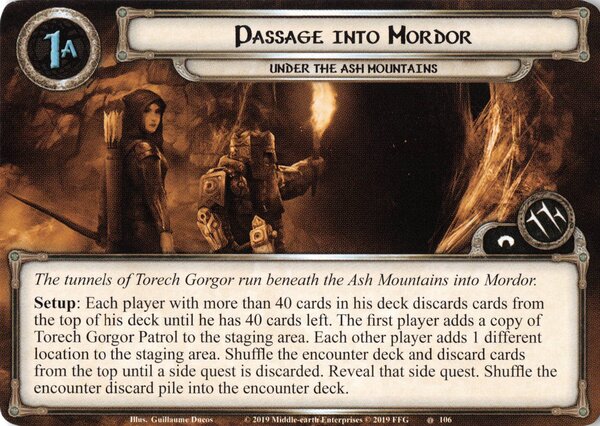 1A
PASSAGE INTO MORDOR
UNDER THE ASH MOUNTAINS
The tunnels of Torech Gorgor run beneath the Ash Mountains into Mordor.
Setup: Each player with more than 40 cards in his deck discards cards from
the top of his deck until he has 40 cards left. The first player adds a copy of
Torech Gorgor Patrol to the staging area. Each other player adds 1 different
location to the staging area. Shuffle the encounter deck and discard cards
from the top until a side quest is discarded. Reveal that side quest. Shuffle the
encounter discard pile into the encounter deck.
Illus. Guillaume Ducos © 2019 Middle-earth Enterprises © 2019 FFG 106